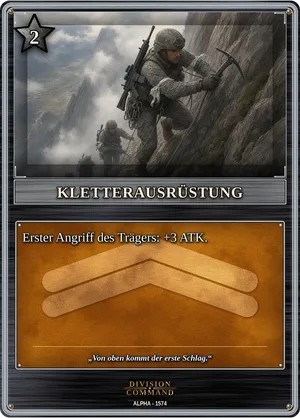 2
KLETTERAUSRÜSTUNG
Erster Angriff des Trägers: +3 ATK.
„Von oben kommt der erste Schlag.“
DIVISION
COMMAND
ALPHA - 1574